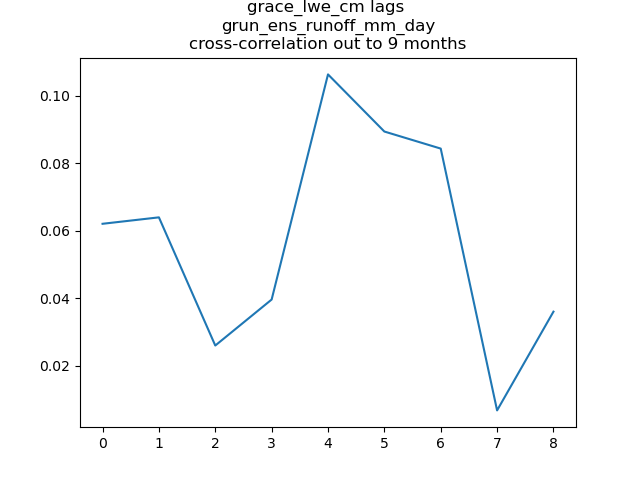 grace_lwe_cm lags
grun_ens_runoff_mm_day
cross-correlation out to 9 months
0.10
0.08
0.06
0.04
0.02
0 1 2 3 4 5 6 7 8